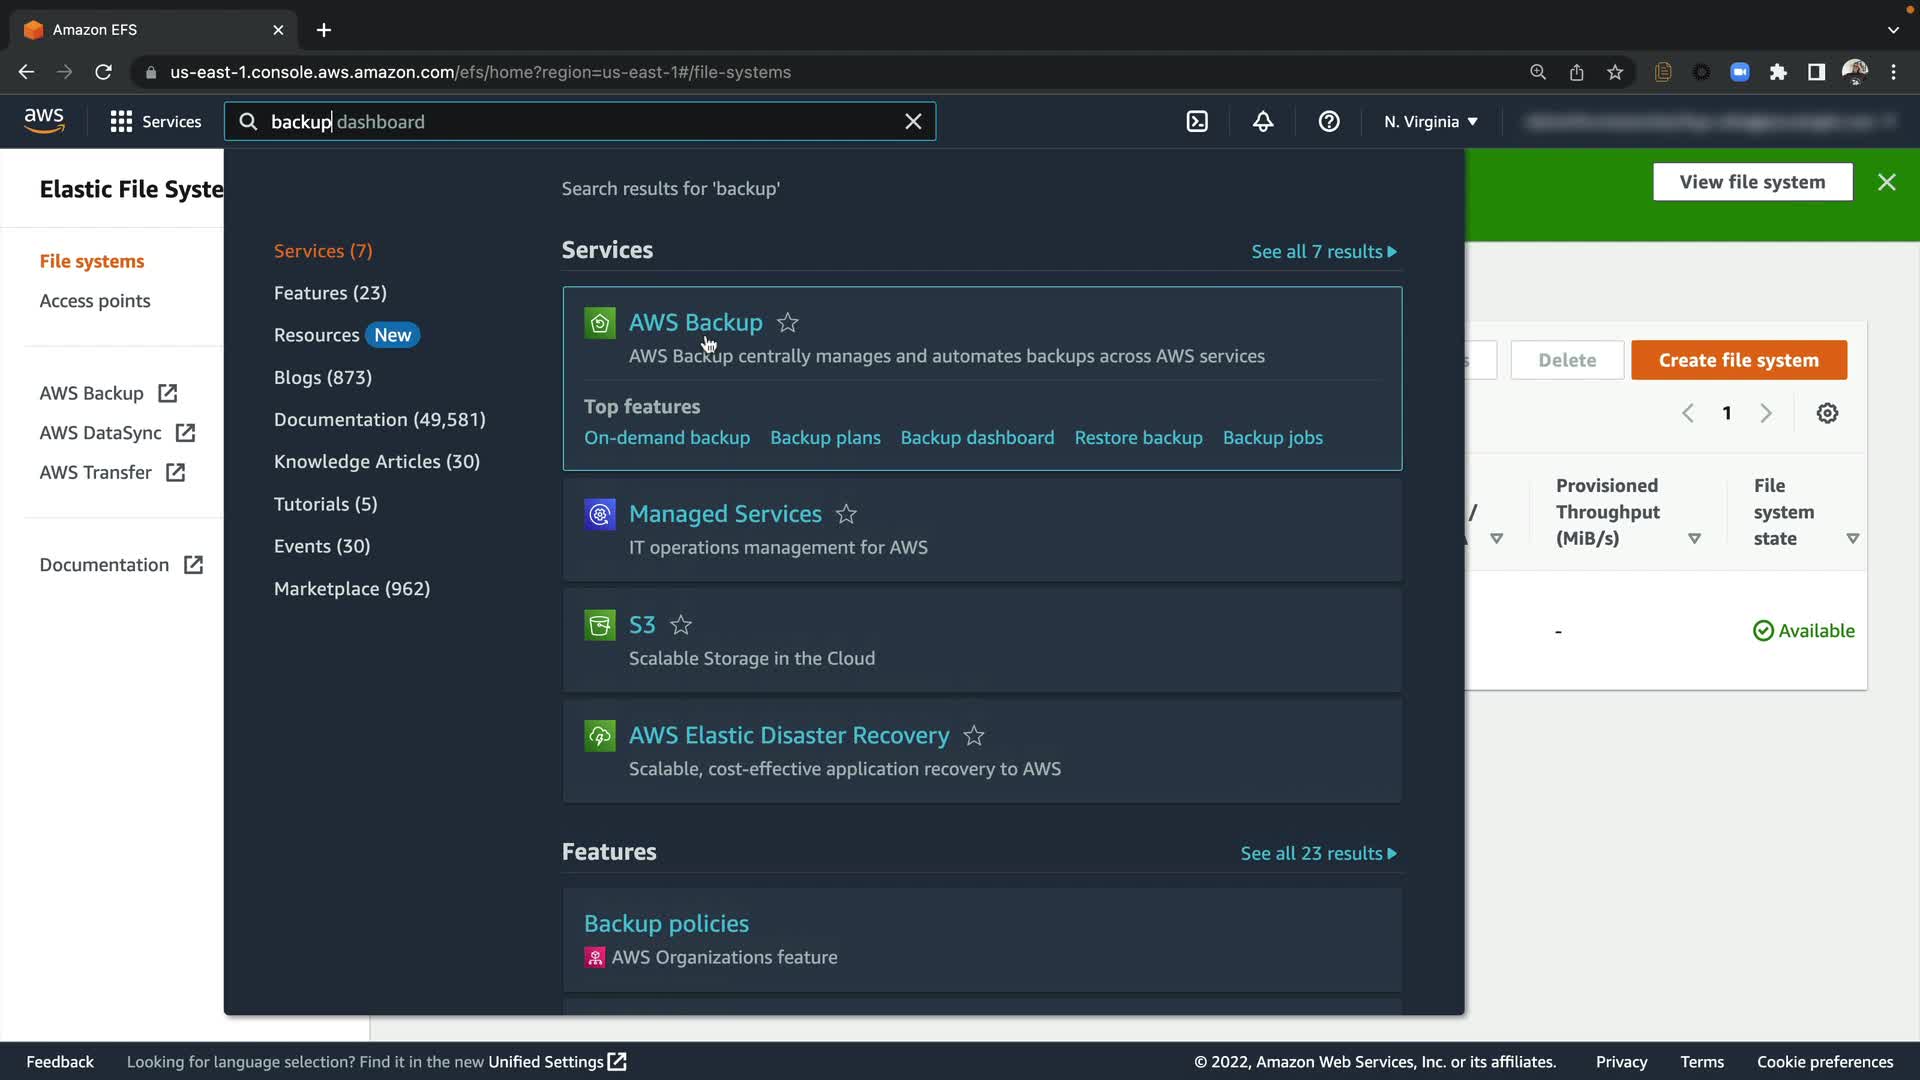 Amazon EFS
us-east-1.console.aws.amazon.com/efs/home?region=us-east-1#/file-systems
aws
Services
backup dashboard
N. Virginia
Elastic File Syste
File systems
Access points
AWS Backup
AWS DataSync
AWS Transfer
Documentation
Search results for 'backup'
Services (7)
Features (23)
Resources New
Blogs (873)
Documentation (49,581)
Knowledge Articles (30)
Tutorials (5)
Events (30)
Marketplace (962)
Services
See all 7 results
AWS Backup
AWS Backup centrally manages and automates backups across AWS services
Top features
On-demand backup Backup plans Backup dashboard Restore backup Backup jobs
Managed Services
IT operations management for AWS
S3
Scalable Storage in the Cloud
AWS Elastic Disaster Recovery
Scalable, cost-effective application recovery to AWS
Features
See all 23 results
Backup policies
AWS Organizations feature
View file system
Delete
Create file system
1
Provisioned
Throughput
(MiB/s)
File
system
state
-
Available
Feedback
Looking for language selection? Find it in the new Unified Settings
© 2022, Amazon Web Services, Inc. or its affiliates.
Privacy
Terms
Cookie preferences